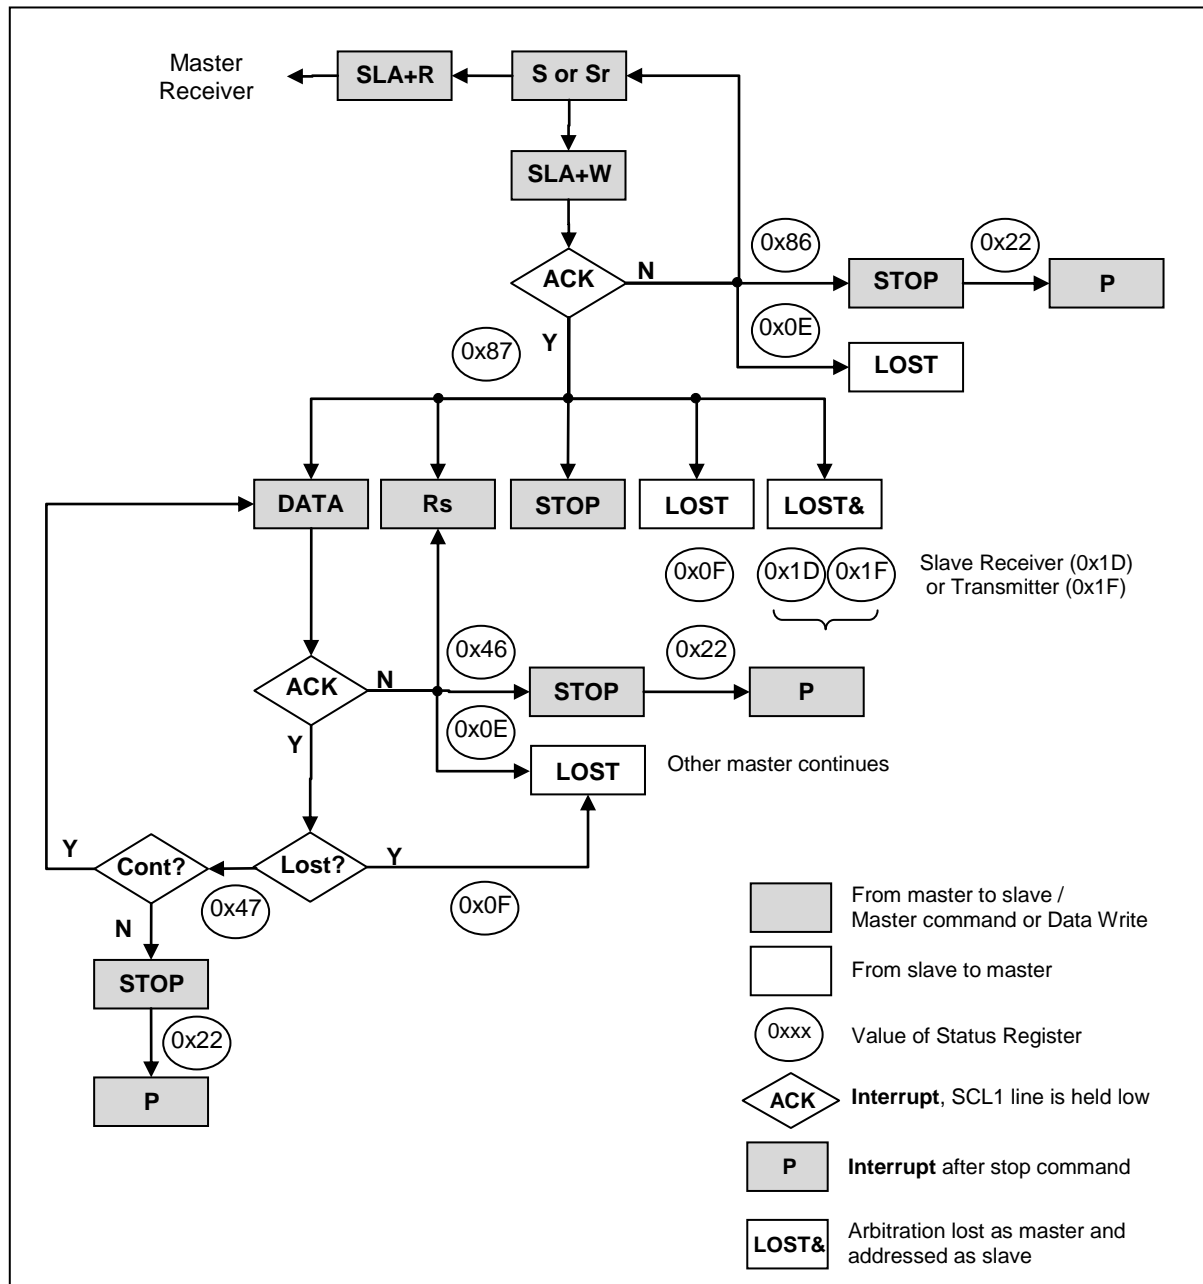 Master
Receiver
SLA+R
S or Sr
SLA+W
ACK
N
0x86
STOP
0x22
P
0x0E
LOST
Y
0x87
DATA
Rs
STOP
LOST
LOST&
0x0F
0x1D
0x1F
Slave Receiver (0x1D)
or Transmitter (0x1F)
ACK
N
0x46
STOP
0x22
P
0x0E
LOST
Other master continues
Y
Lost?
Y
0x0F
Cont?
Y
0x47
N
STOP
0x22
P
From master to slave /
Master command or Data Write
From slave to master
0xxx
Value of Status Register
ACK
Interrupt, SCL1 line is held low
P
Interrupt after stop command
LOST&
Arbitration lost as master and
addressed as slave